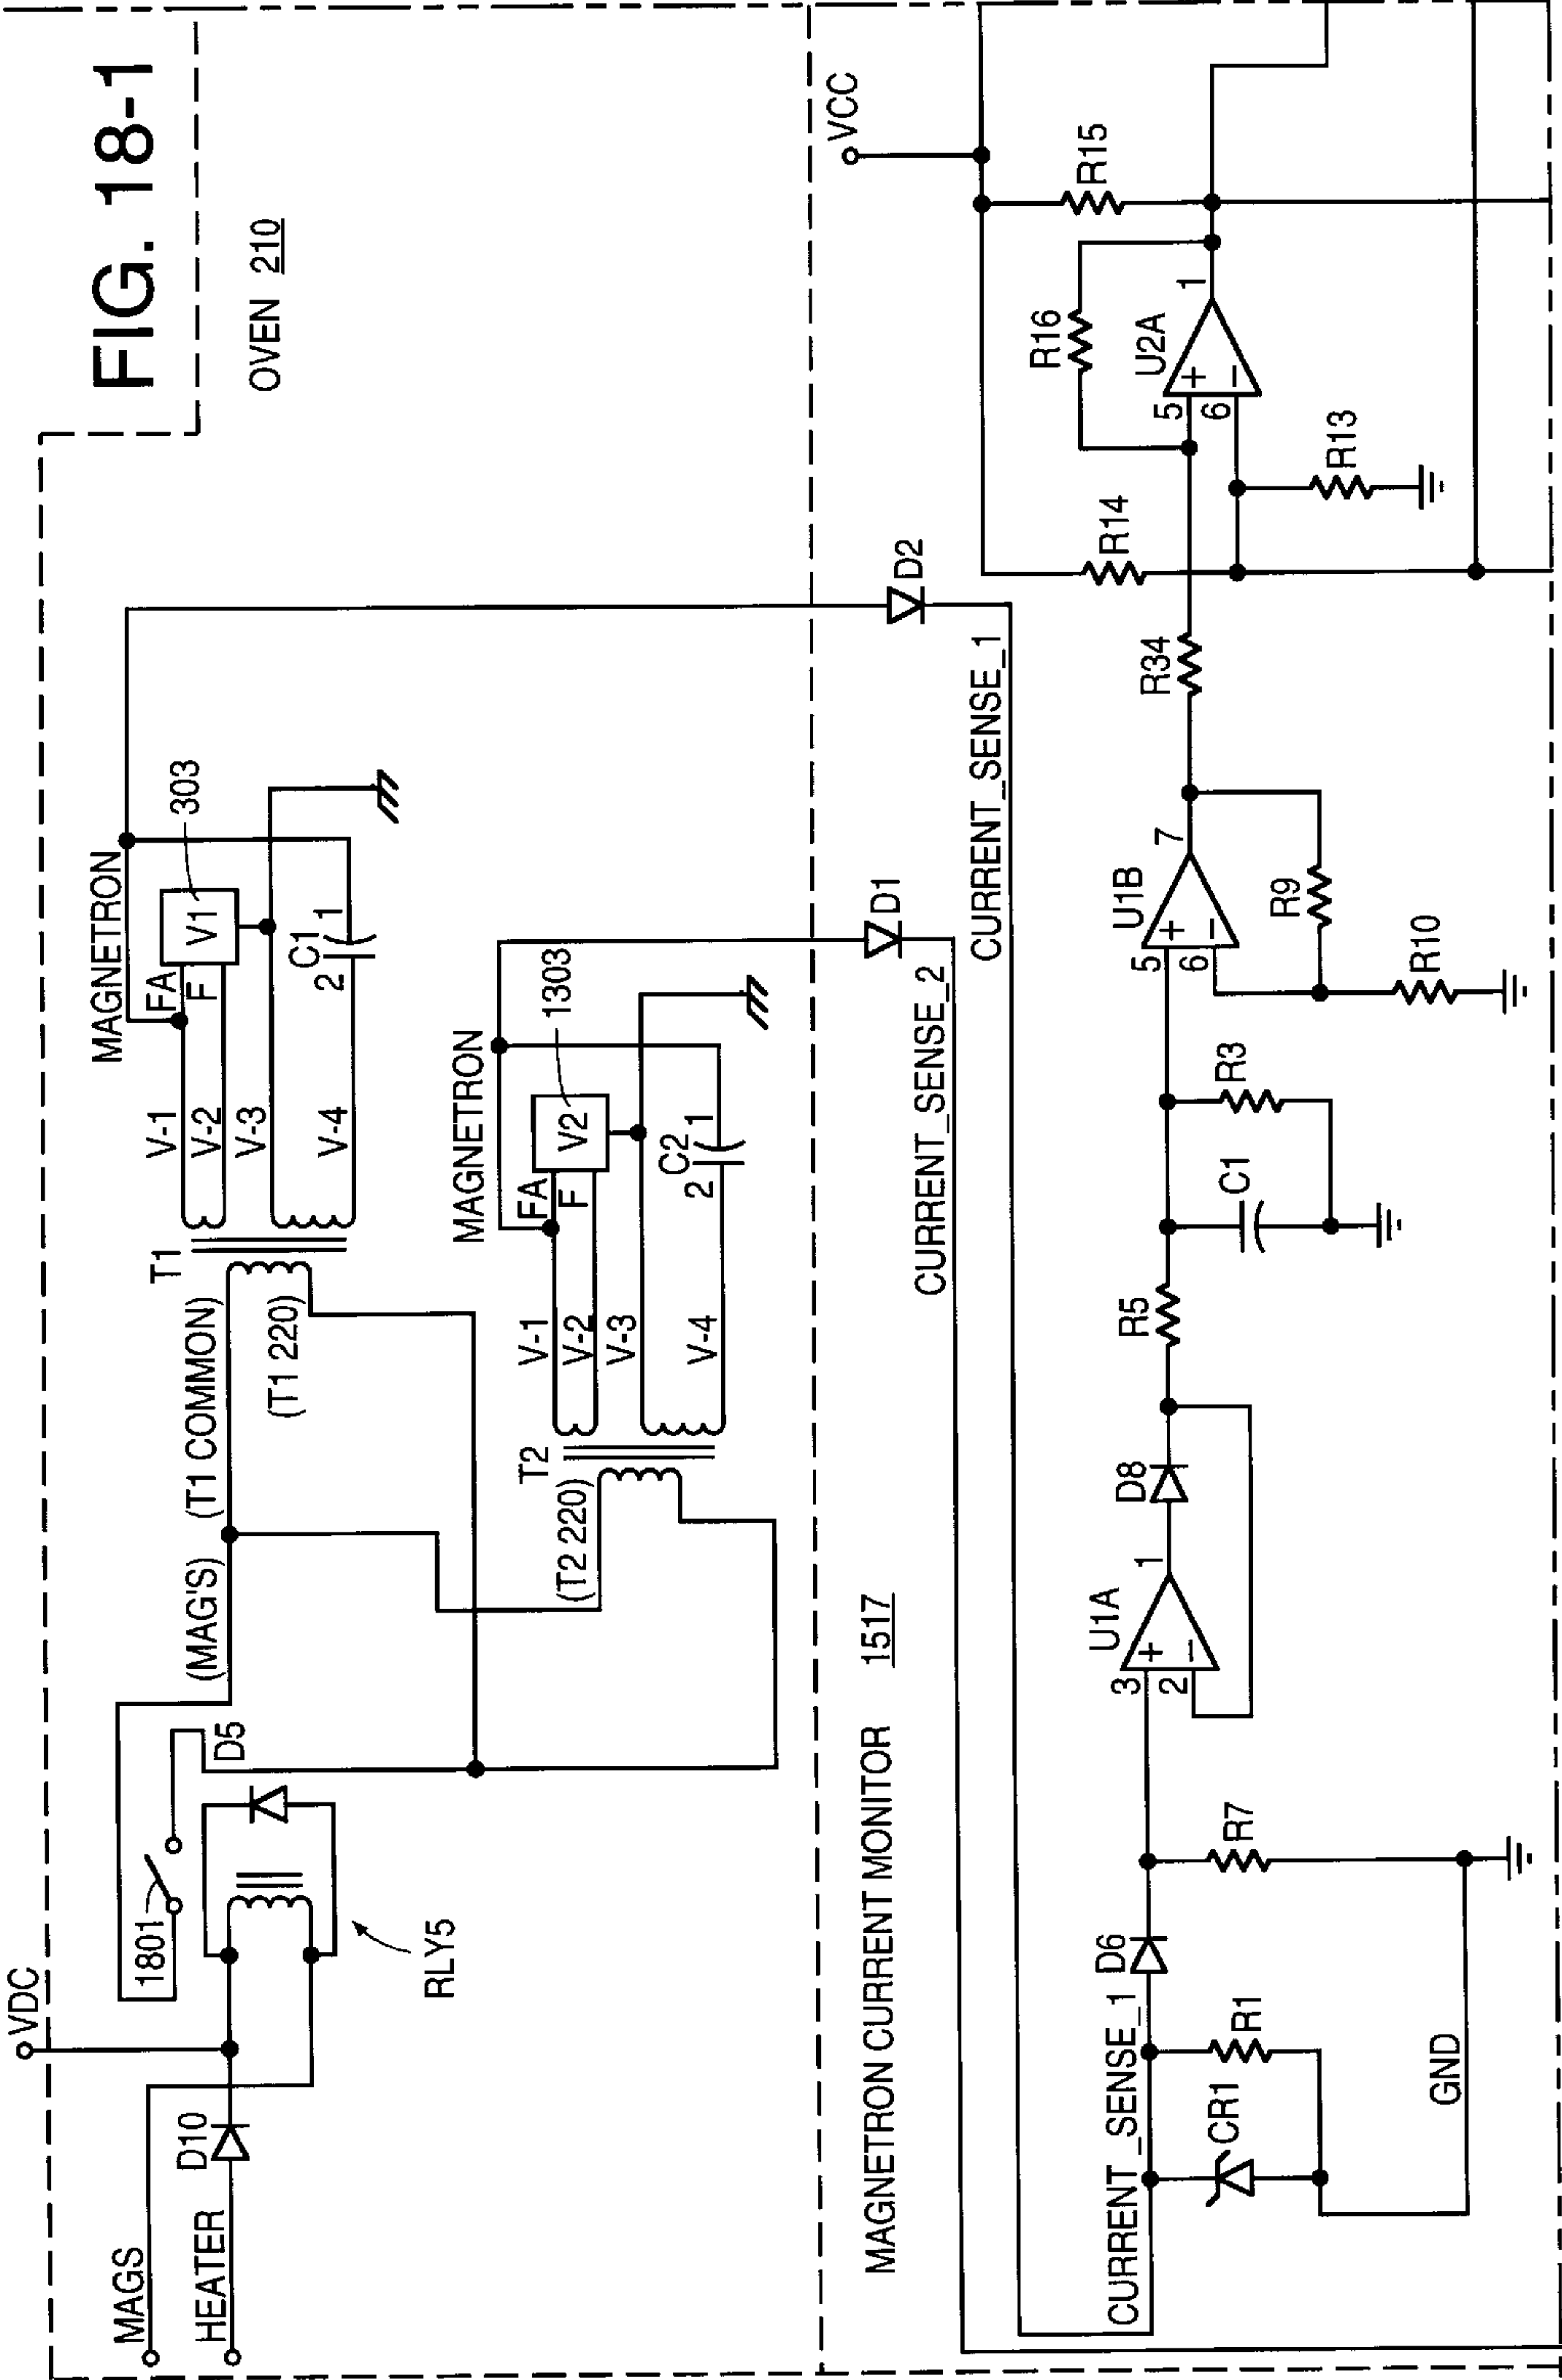 FIG. 18-1
OVEN 210
VDC
MAGS
HEATER
D10
1801
D5
RLY5
(MAG'S)
(T1 COMMON)
(T1 220)
T1
V-1
V-2
V-3
V-4
MAGNETRON
FA
F
V1
303
C1
2
1
(T2 220)
T2
V-1
V-2
V-3
V-4
MAGNETRON
FA
F
V2
1303
C2
2
1
MAGNETRON CURRENT MONITOR 1517
D1
D2
CURRENT_SENSE_2
CURRENT_SENSE_1
VCC
CURRENT_SENSE_1
CR1
R1
GND
D6
R7
3
2
+
−
U1A
1
D8
R5
C1
R3
5
6
+
−
U1B
7
R9
R10
R34
R14
R13
5
6
+
−
U2A
1
R16
R15